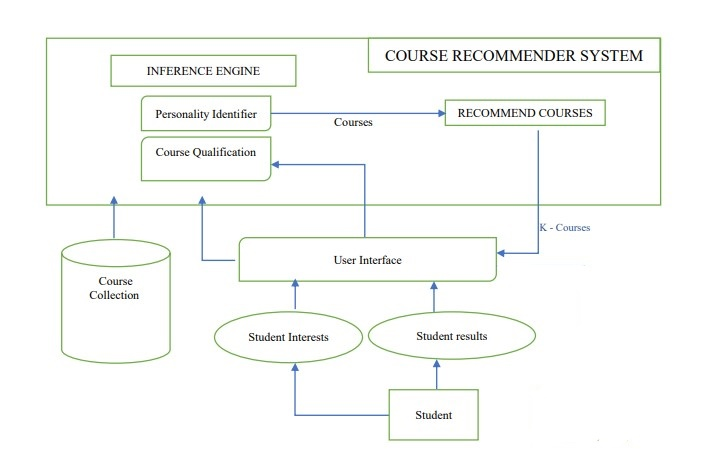 COURSE RECOMMENDER SYSTEM
INFERENCE ENGINE
Personality Identifier
Courses
RECOMMEND COURSES
Course Qualification
K - Courses
User Interface
Course
Collection
Student Interests
Student results
Student